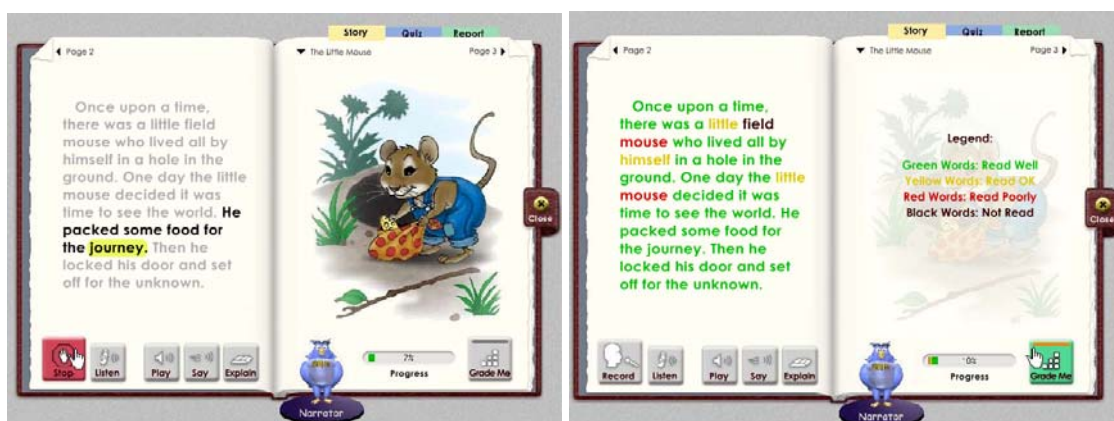 Story Quiz Report
Page 2
The Little Mouse
Page 3
Once upon a time,
there was a little field
mouse who lived all by
himself in a hole in the
ground. One day the little
mouse decided it was
time to see the world. He
packed some food for
the journey. Then he
locked his door and set
off for the unknown.
Close
Stop
Listen
Play
Say
Explain
7%
Progress
Grade Me
Narrator
Story Quiz Report
Page 2
The Little Mouse
Page 3
Once upon a time,
there was a little field
mouse who lived all by
himself in a hole in the
ground. One day the little
mouse decided it was
time to see the world. He
packed some food for
the journey. Then he
locked his door and set
off for the unknown.
Legend:
Green Words: Read Well
Yellow Words: Read OK
Red Words: Read Poorly
Black Words: Not Read
Close
Record
Listen
Play
Say
Explain
10%
Progress
Grade Me
Narrator